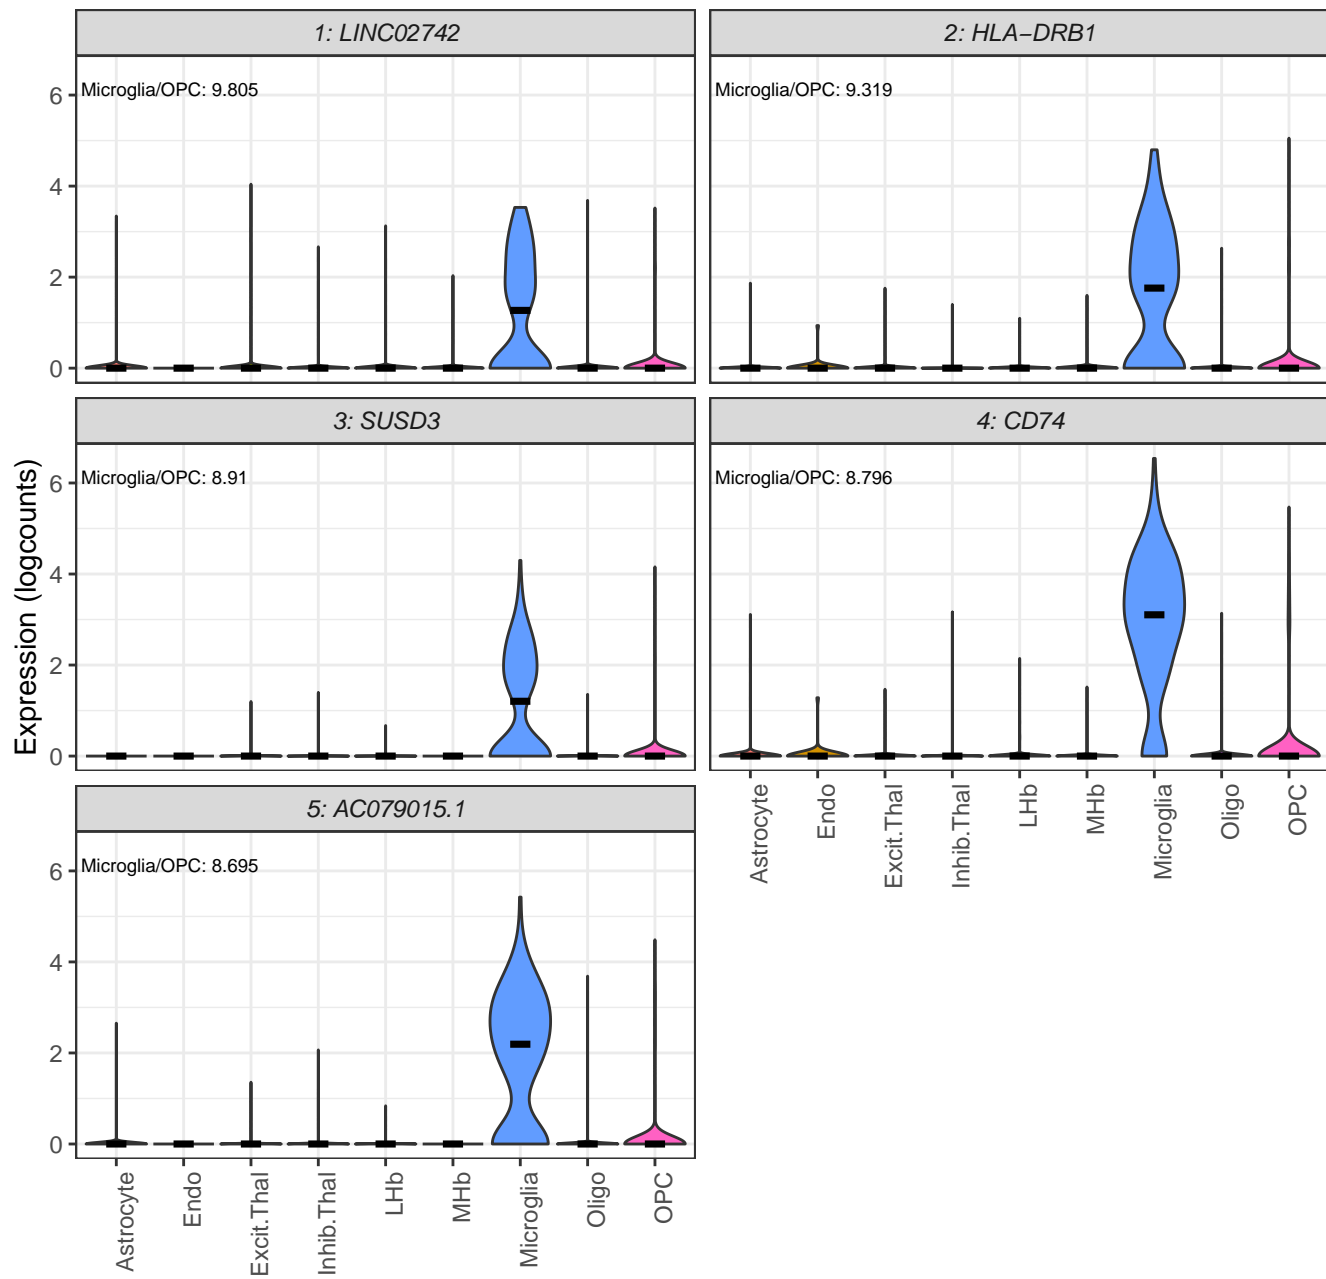 1: LINC02742
2: HLA−DRB1
Microglia/OPC: 9.805
Microglia/OPC: 9.319
6
4
2
0
3: SUSD3
4: CD74
Microglia/OPC: 8.91
Microglia/OPC: 8.796
6
4
2
0
Expression (logcounts)
Astrocyte
Endo
Excit.Thal
Inhib.Thal
LHb
MHb
Microglia
Oligo
OPC
5: AC079015.1
Microglia/OPC: 8.695
6
4
2
0
Astrocyte
Endo
Excit.Thal
Inhib.Thal
LHb
MHb
Microglia
Oligo
OPC